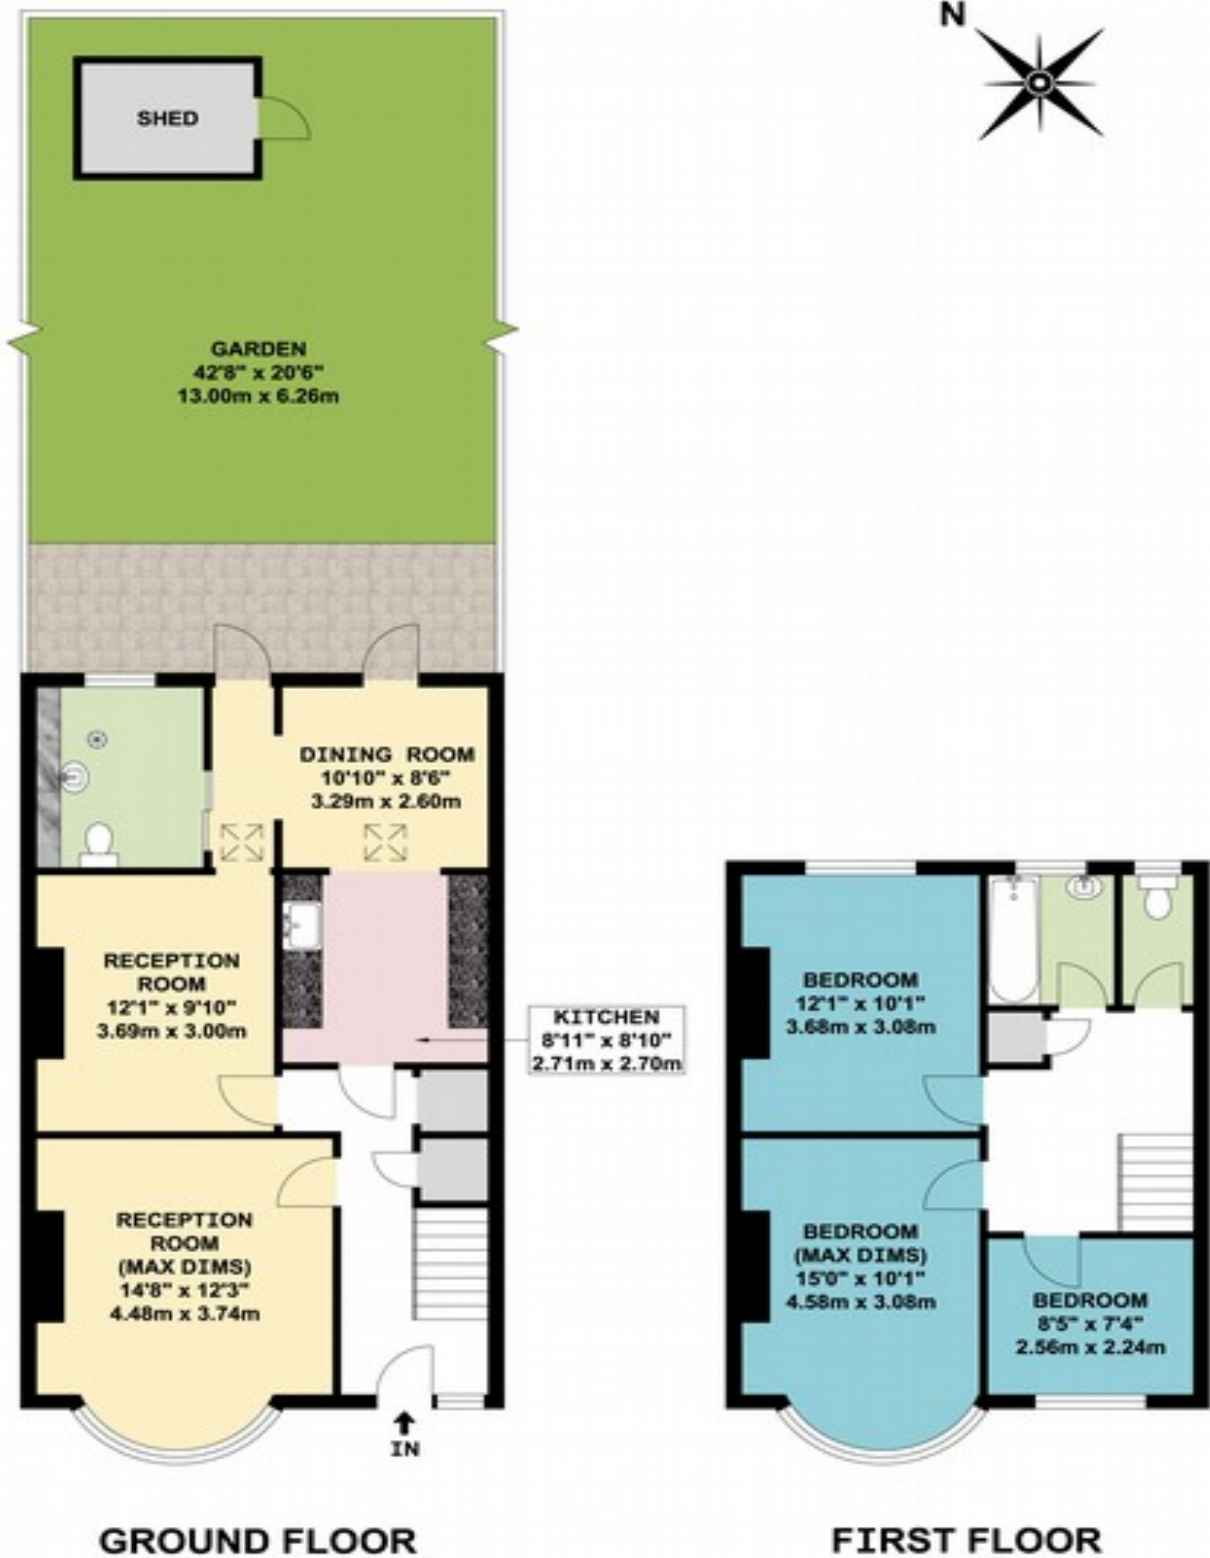 N
SHED
GARDEN
42'8" x 20'6"
13.00m x 6.26m
DINING ROOM
10'10" x 8'6"
3.29m x 2.60m
RECEPTION
ROOM
12'1" x 9'10"
3.69m x 3.00m
KITCHEN
8'11" x 8'10"
2.71m x 2.70m
RECEPTION
ROOM
(MAX DIMS)
14'8" x 12'3"
4.48m x 3.74m
IN
GROUND FLOOR
BEDROOM
12'1" x 10'1"
3.68m x 3.08m
BEDROOM
(MAX DIMS)
15'0" x 10'1"
4.58m x 3.08m
BEDROOM
8'5" x 7'4"
2.56m x 2.24m
FIRST FLOOR